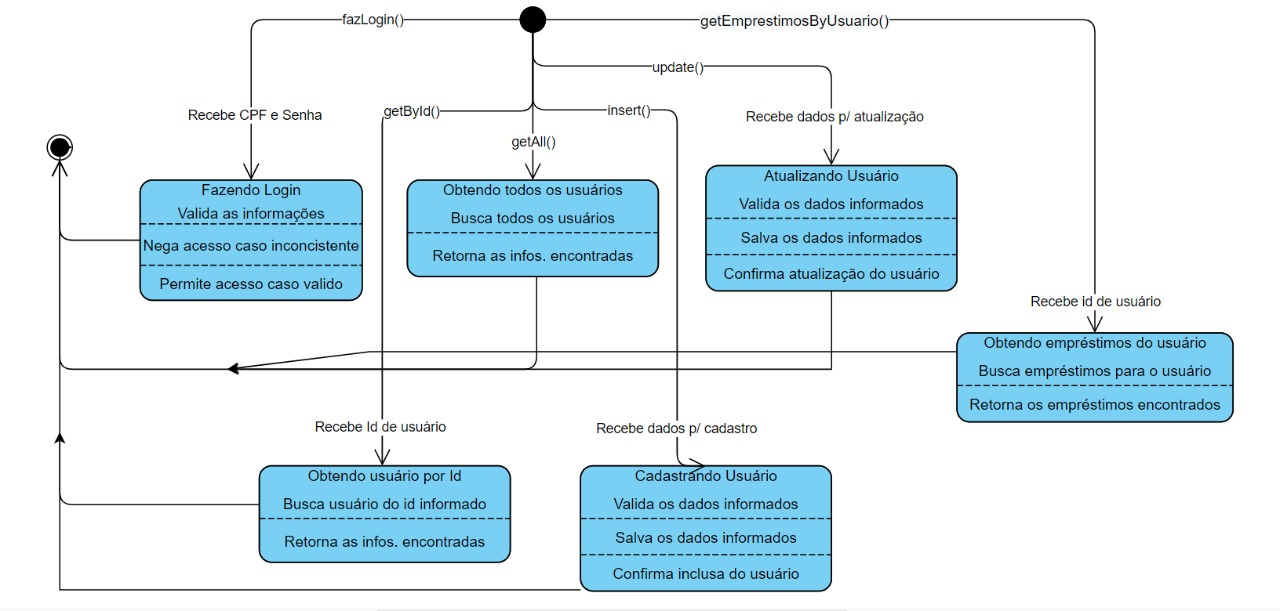 fazLogin()
getEmprestimosByUsuario()
update()
getById()
insert()
Recebe CPF e Senha
Recebe dados p/ atualização
getAll()
Fazendo Login
Valida as informações
Nega acesso caso inconcistente
Permite acesso caso valido
Obtendo todos os usuários
Busca todos os usuários
Retorna as infos. encontradas
Atualizando Usuário
Valida os dados informados
Salva os dados informados
Confirma atualização do usuário
Recebe id de usuário
Obtendo empréstimos do usuário
Busca empréstimos para o usuário
Retorna os empréstimos encontrados
Recebe Id de usuário
Recebe dados p/ cadastro
Obtendo usuário por Id
Busca usuário do id informado
Retorna as infos. encontradas
Cadastrando Usuário
Valida os dados informados
Salva os dados informados
Confirma inclusa do usuário